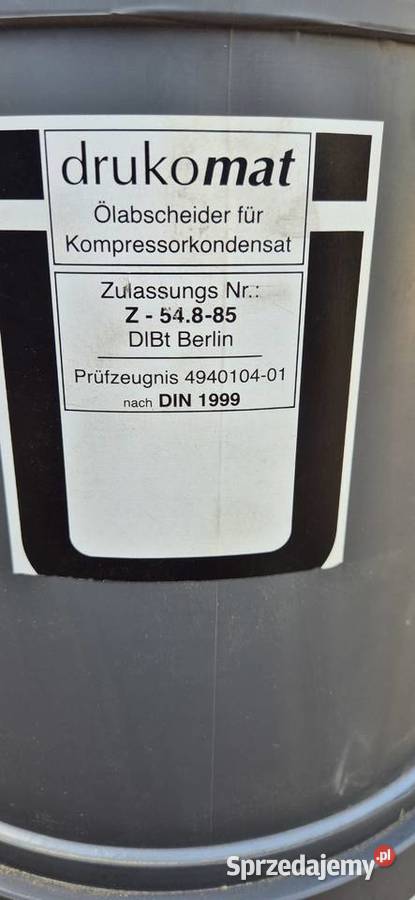 drukomat
Ölabscheider für
Kompressorkondensat
Zulassungs Nr.:
Z - 54.8-85
DIBt Berlin
Prüfzeugnis 4940104-01
nach DIN 1999
Sprzedajemy.pl